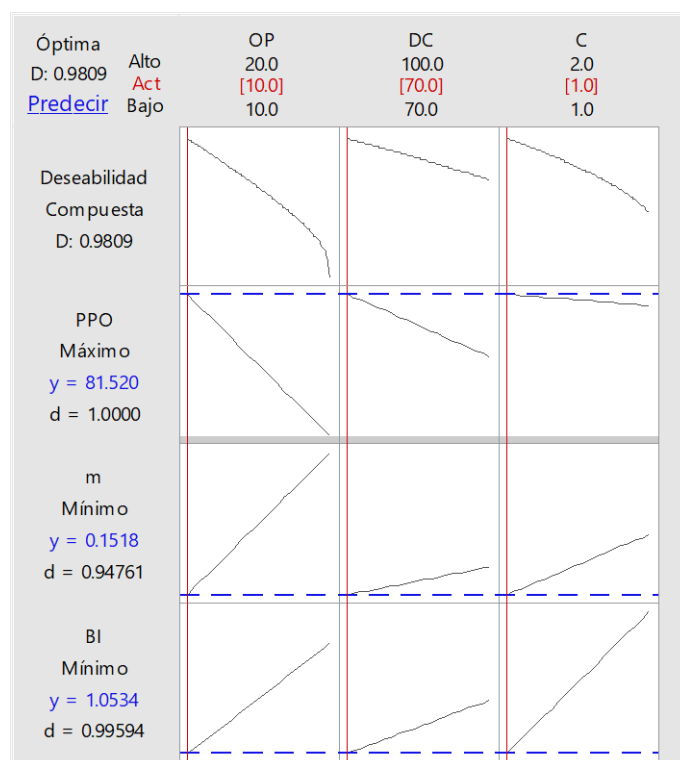 Óptima
D: 0.9809
Predecir
Alto
Act
Bajo
OP
20.0
[10.0]
10.0
DC
100.0
[70.0]
70.0
C
2.0
[1.0]
1.0
Deseabilidad
Compuesta
D: 0.9809
PPO
Máximo
y = 81.520
d = 1.0000
m
Mínimo
y = 0.1518
d = 0.94761
BI
Mínimo
y = 1.0534
d = 0.99594